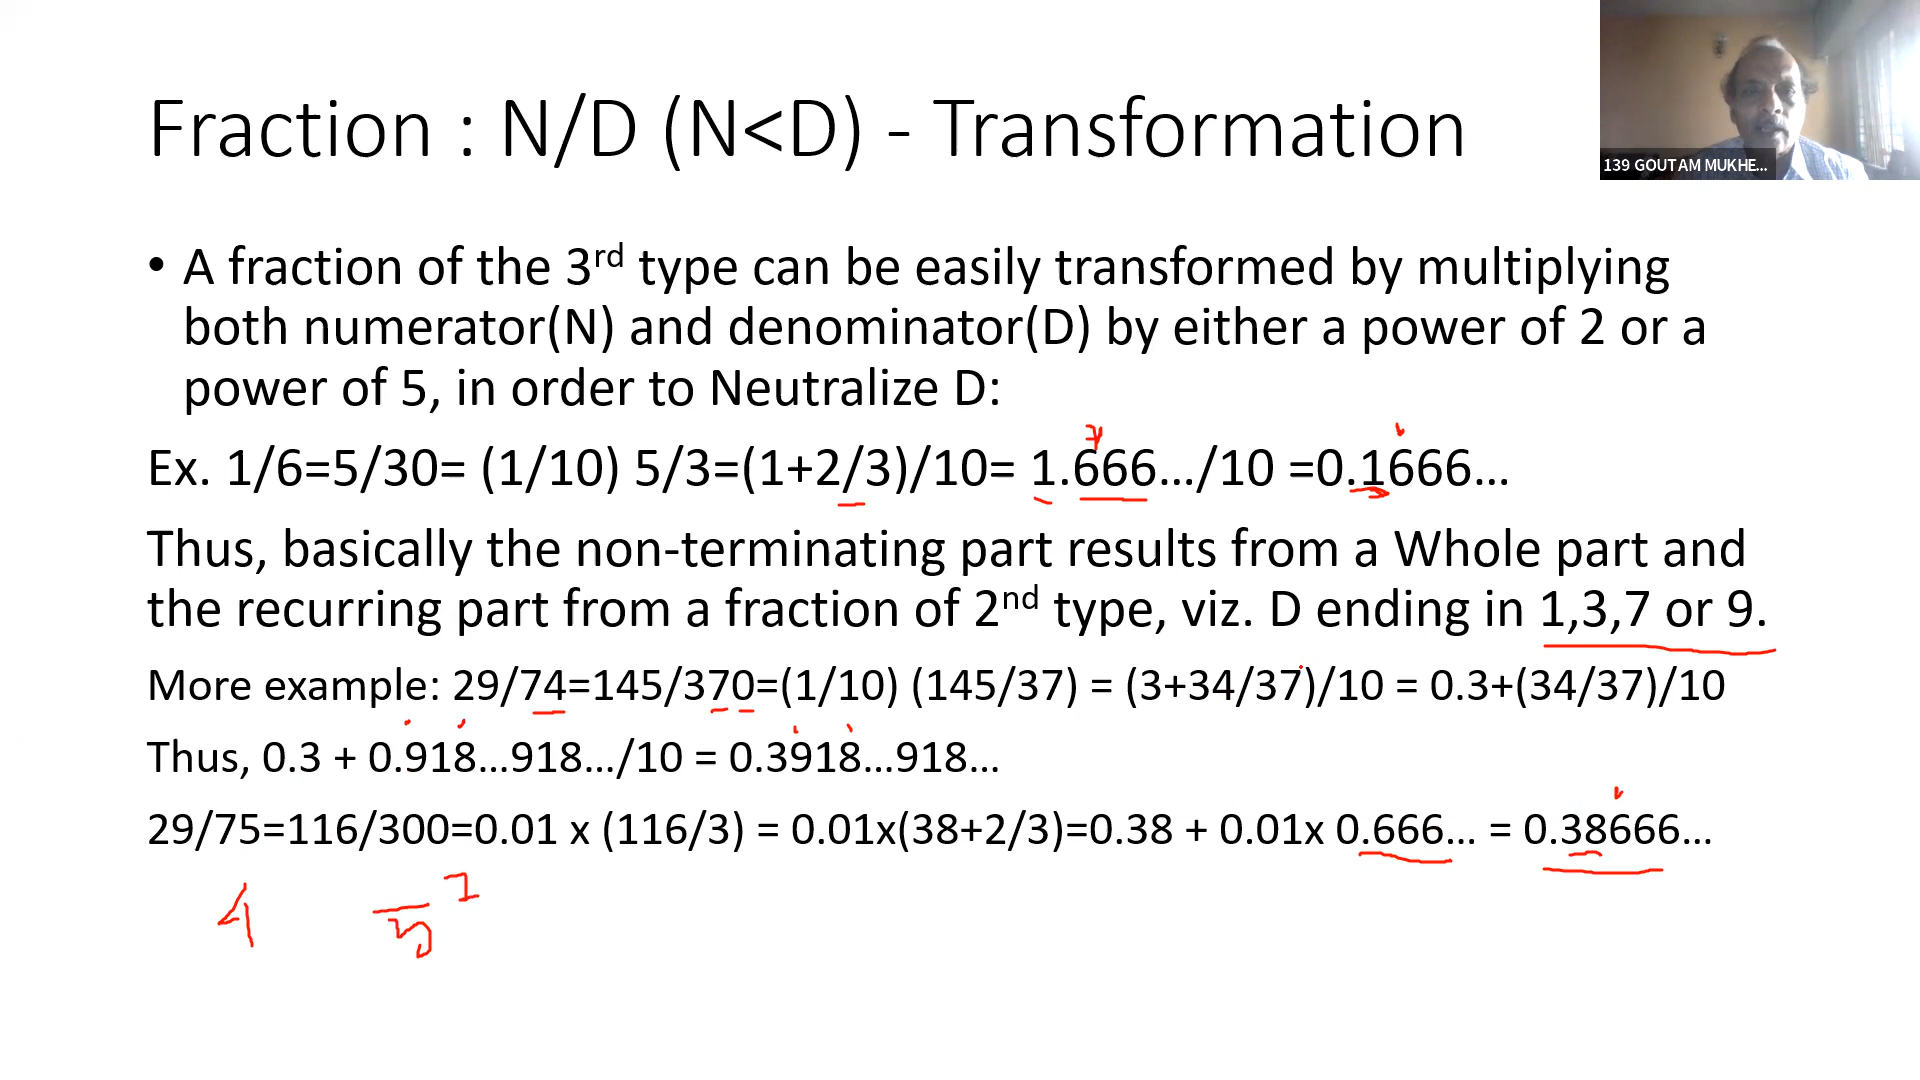 Fraction : N/D (N<D) - Transformation
139 GOUTAM MUKHE...
• A fraction of the 3rd type can be easily transformed by multiplying
both numerator(N) and denominator(D) by either a power of 2 or a
power of 5, in order to Neutralize D:
Ex. 1/6=5/30= (1/10) 5/3=(1+2/3)/10= 1.666.../10 =0.1666...
Thus, basically the non-terminating part results from a Whole part and
the recurring part from a fraction of 2nd type, viz. D ending in 1,3,7 or 9.
More example: 29/74=145/370=(1/10) (145/37) = (3+34/37)/10 = 0.3+(34/37)/10
Thus, 0.3 + 0.918...918.../10 = 0.3918...918...
29/75=116/300=0.01 x (116/3) = 0.01x(38+2/3)=0.38 + 0.01x 0.666... = 0.38666...
4